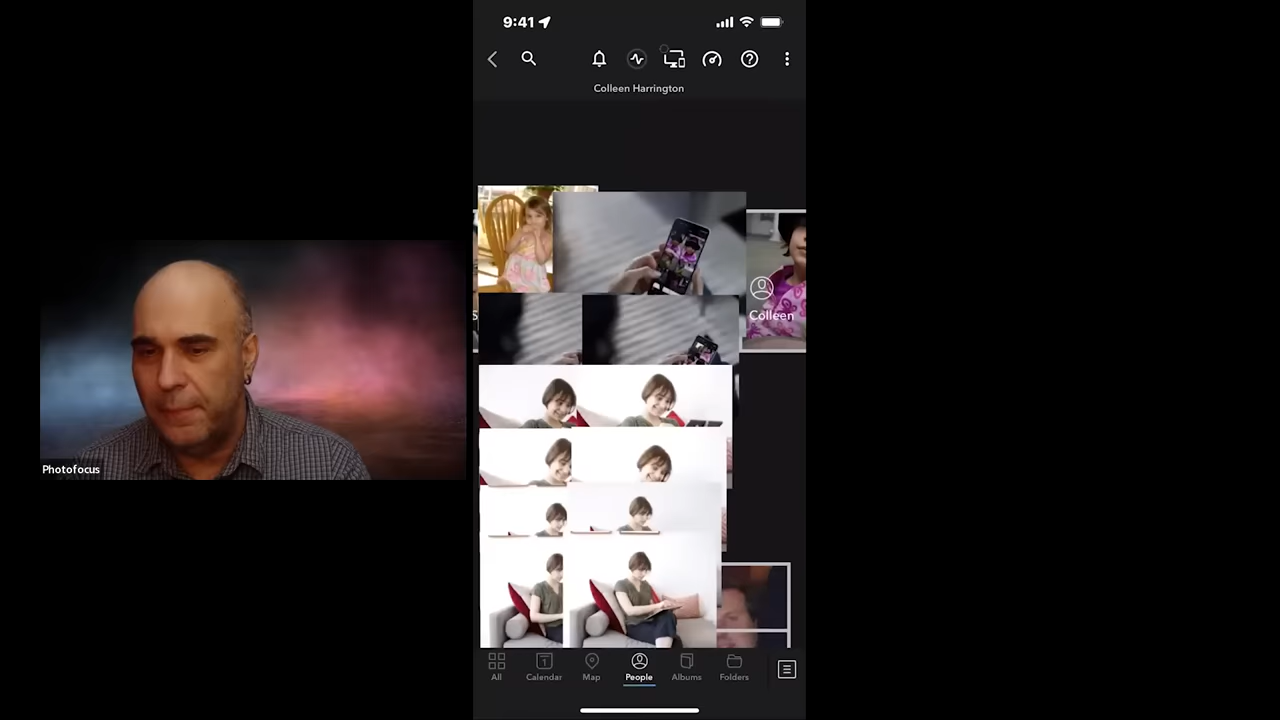 9:41
Colleen Harrington
Colleen
Photofocus
All
Calendar
Map
People
Albums
Folders